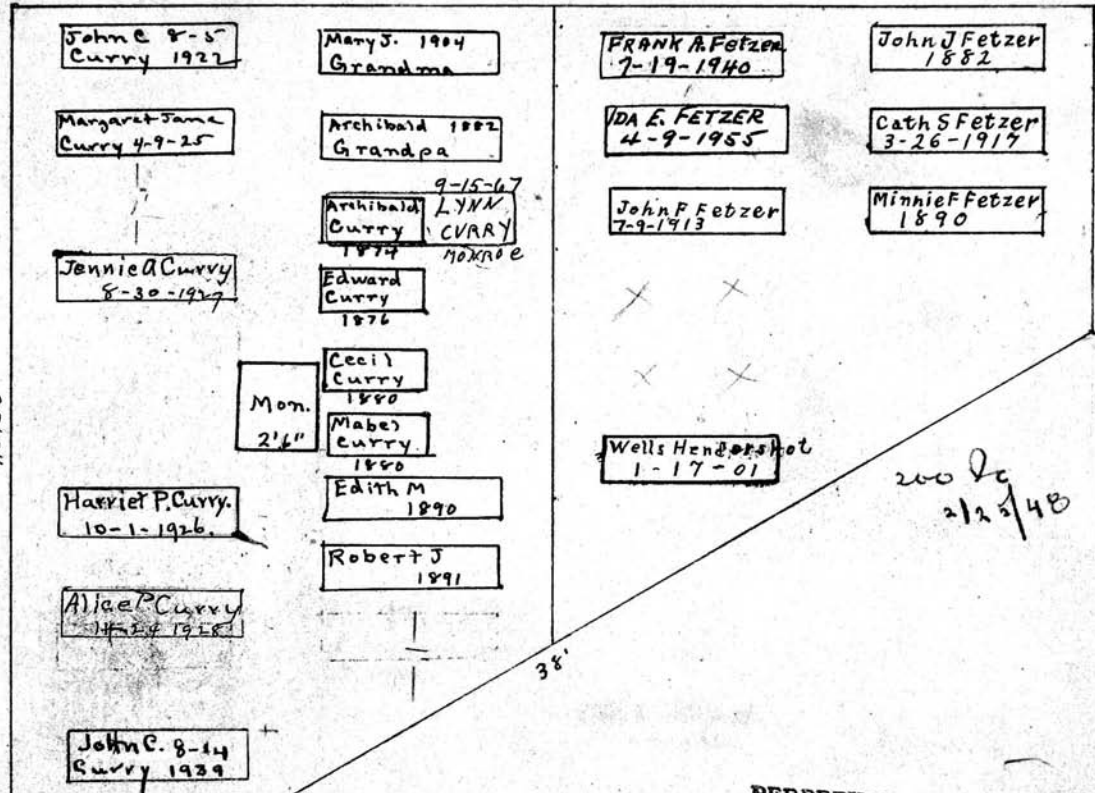 John C 8-5
Curry 1922
Margaret Jane
Curry 4-9-25
Jennie A Curry
8-30-1927
Mon.
2'6"
Harriet P. Curry.
10-1-1926.
Alice P Curry
24 1928
John C. 8-14
Curry 1939
Mary J. 1904
Grandma
Archibald 1882
Grandpa
Archibald
Curry
1874
9-15-67
LYNN
CURRY
MONROE
Edward
Curry
1876
Cecil
Curry
1880
Mabel
Curry
1880
Edith M
1890
Robert J
1891
FRANK A. Fetzer
7-19-1940
IDA E. FETZER
4-9-1955
John F Fetzer
7-9-1913
Wells Hendershot
1-17-01
John J Fetzer
1882
Cath S Fetzer
3-26-1917
Minnie F Fetzer
1890
38'
200
2/25/48